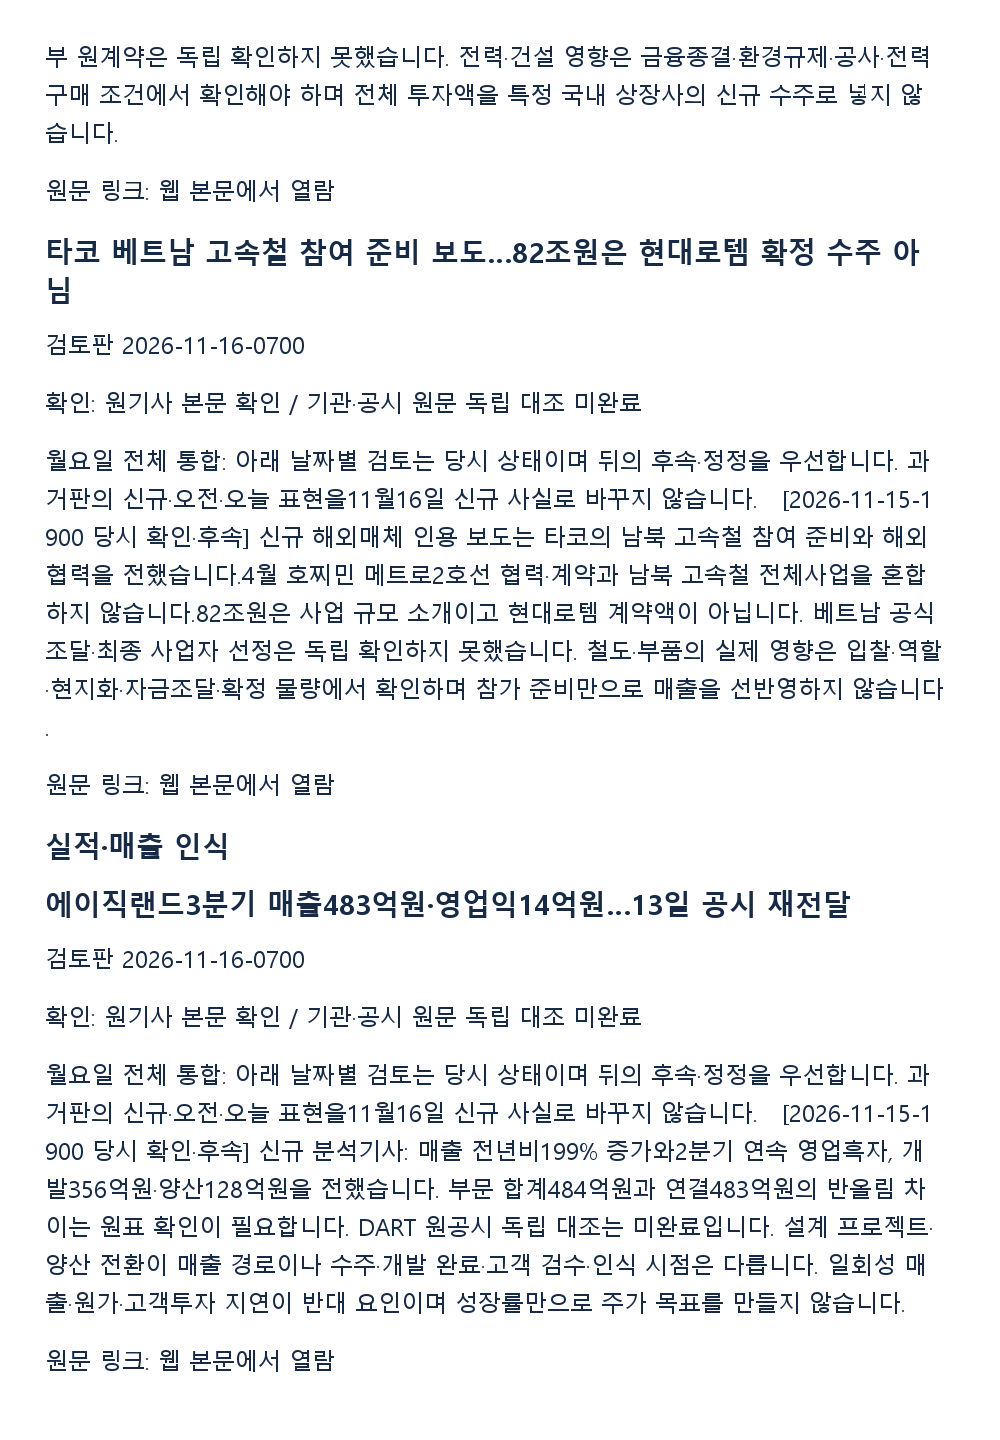 부 원계약은 독립 확인하지 못했습니다. 전력·건설 영향은 금융종결·환경규제·공사·전력
구매 조건에서 확인해야 하며 전체 투자액을 특정 국내 상장사의 신규 수주로 넣지 않
습니다.
원문 링크: 웹 본문에서 열람
타코 베트남 고속철 참여 준비 보도...82조원은 현대로템 확정 수주 아
님
검토판 2026-11-16-0700
확인: 원기사 본문 확인 / 기관·공시 원문 독립 대조 미완료
월요일 전체 통합: 아래 날짜별 검토는 당시 상태이며 뒤의 후속·정정을 우선합니다. 과
거판의 신규·오전·오늘 표현을11월16일 신규 사실로 바꾸지 않습니다.   [2026-11-15-1
900 당시 확인·후속] 신규 해외매체 인용 보도는 타코의 남북 고속철 참여 준비와 해외
협력을 전했습니다.4월 호찌민 메트로2호선 협력·계약과 남북 고속철 전체사업을 혼합
하지 않습니다.82조원은 사업 규모 소개이고 현대로템 계약액이 아닙니다. 베트남 공식
조달·최종 사업자 선정은 독립 확인하지 못했습니다. 철도·부품의 실제 영향은 입찰·역할
·현지화·자금조달·확정 물량에서 확인하며 참가 준비만으로 매출을 선반영하지 않습니다
.
원문 링크: 웹 본문에서 열람
실적·매출 인식
에이직랜드3분기 매출483억원·영업익14억원...13일 공시 재전달
검토판 2026-11-16-0700
확인: 원기사 본문 확인 / 기관·공시 원문 독립 대조 미완료
월요일 전체 통합: 아래 날짜별 검토는 당시 상태이며 뒤의 후속·정정을 우선합니다. 과
거판의 신규·오전·오늘 표현을11월16일 신규 사실로 바꾸지 않습니다.   [2026-11-15-1
900 당시 확인·후속] 신규 분석기사: 매출 전년비199% 증가와2분기 연속 영업흑자, 개
발356억원·양산128억원을 전했습니다. 부문 합계484억원과 연결483억원의 반올림 차
이는 원표 확인이 필요합니다. DART 원공시 독립 대조는 미완료입니다. 설계 프로젝트·
양산 전환이 매출 경로이나 수주·개발 완료·고객 검수·인식 시점은 다릅니다. 일회성 매
출·원가·고객투자 지연이 반대 요인이며 성장률만으로 주가 목표를 만들지 않습니다.
원문 링크: 웹 본문에서 열람